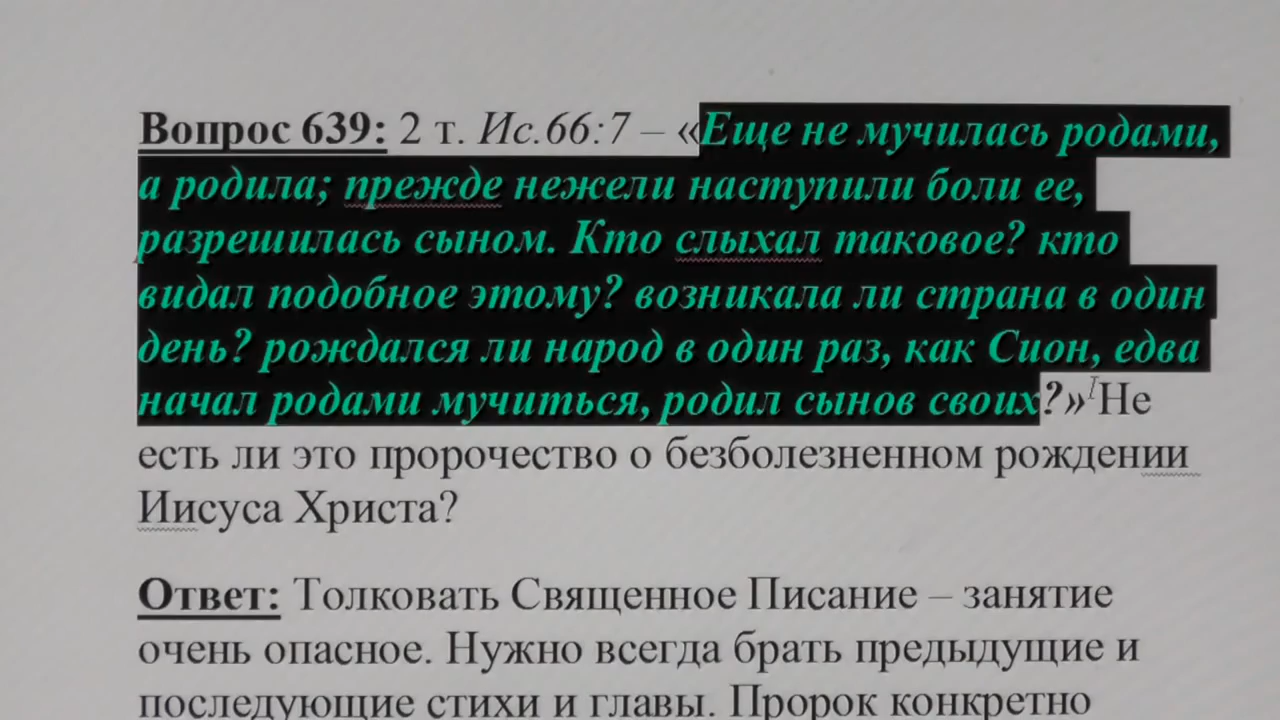 Вопрос 639: 2 т. Ис.66:7 – «Еще не мучилась родами,
а родила; прежде нежели наступили боли ее,
разрешилась сыном. Кто слыхал таковое? кто
видал подобное этому? возникала ли страна в один
день? рождался ли народ в один раз, как Сион, едва
начал родами мучиться, родил сынов своих?» Не
есть ли это пророчество о безболезненном рождении
Иисуса Христа?
Ответ: Толковать Священное Писание – занятие
очень опасное. Нужно всегда брать предыдущие и
последующие стихи и главы. Пророк конкретно